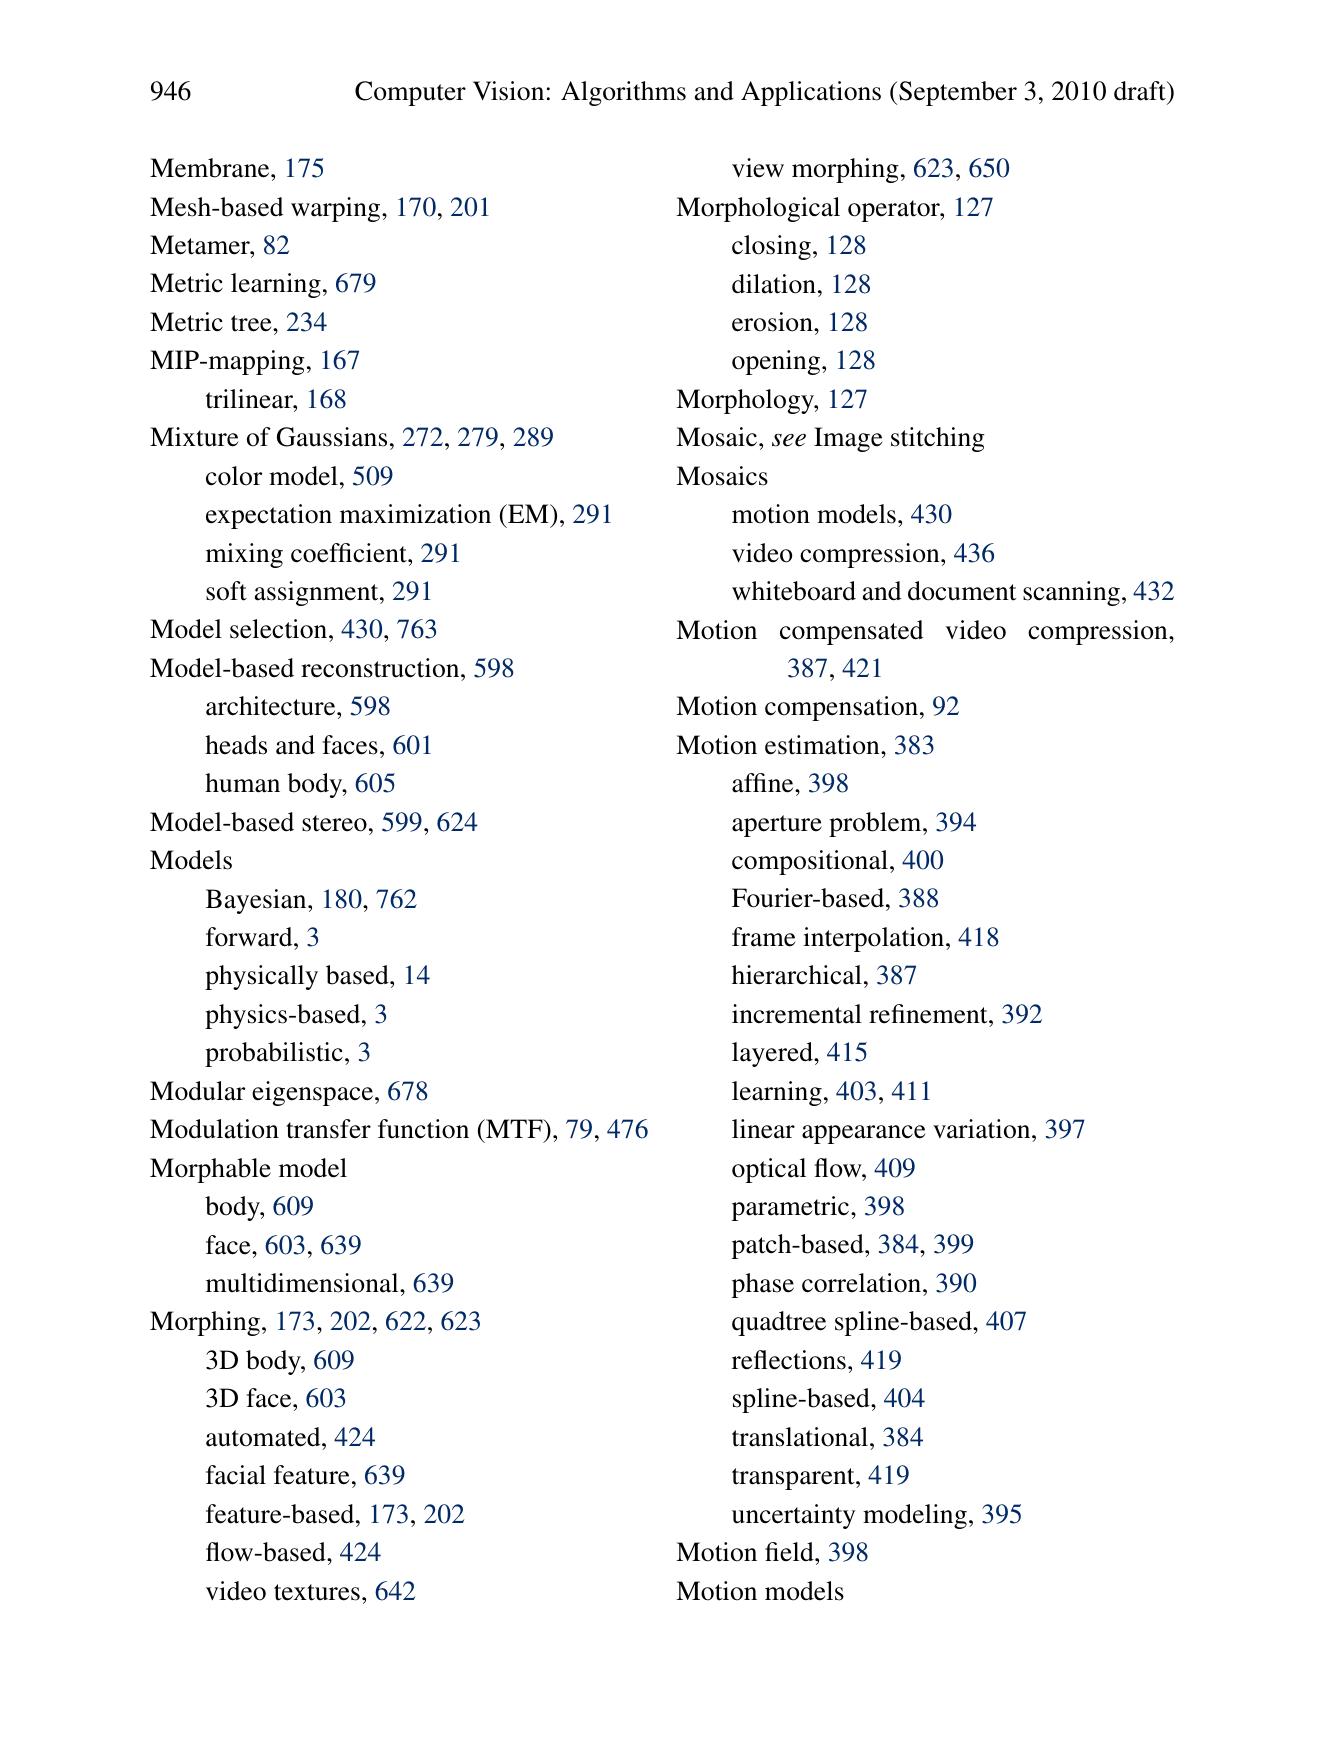 946 Computer Vision: Algorithms and Applications (September 3, 2010 draft)
Membrane, 175
Mesh-based warping, 170, 201
Metamer, 82
Metric learning, 679
Metric tree, 234
MIP-mapping, 167
trilinear, 168
Mixture of Gaussians, 272, 279, 289
color model, 509
expectation maximization (EM), 291
mixing coefficient, 291
soft assignment, 291
Model selection, 430, 763
Model-based reconstruction, 598
architecture, 598
heads and faces, 601
human body, 605
Model-based stereo, 599, 624
Models
Bayesian, 180, 762
forward, 3
physically based, 14
physics-based, 3
probabilistic, 3
Modular eigenspace, 678
Modulation transfer function (MTF), 79, 476
Morphable model
body, 609
face, 603, 639
multidimensional, 639
Morphing, 173, 202, 622, 623
3D body, 609
3D face, 603
automated, 424
facial feature, 639
feature-based, 173, 202
flow-based, 424
video textures, 642
view morphing, 623, 650
Morphological operator, 127
closing, 128
dilation, 128
erosion, 128
opening, 128
Morphology, 127
Mosaic, see Image stitching
Mosaics
motion models, 430
video compression, 436
whiteboard and document scanning, 432
Motion compensated video compression,
387, 421
Motion compensation, 92
Motion estimation, 383
affine, 398
aperture problem, 394
compositional, 400
Fourier-based, 388
frame interpolation, 418
hierarchical, 387
incremental refinement, 392
layered, 415
learning, 403, 411
linear appearance variation, 397
optical flow, 409
parametric, 398
patch-based, 384, 399
phase correlation, 390
quadtree spline-based, 407
reflections, 419
spline-based, 404
translational, 384
transparent, 419
uncertainty modeling, 395
Motion field, 398
Motion models